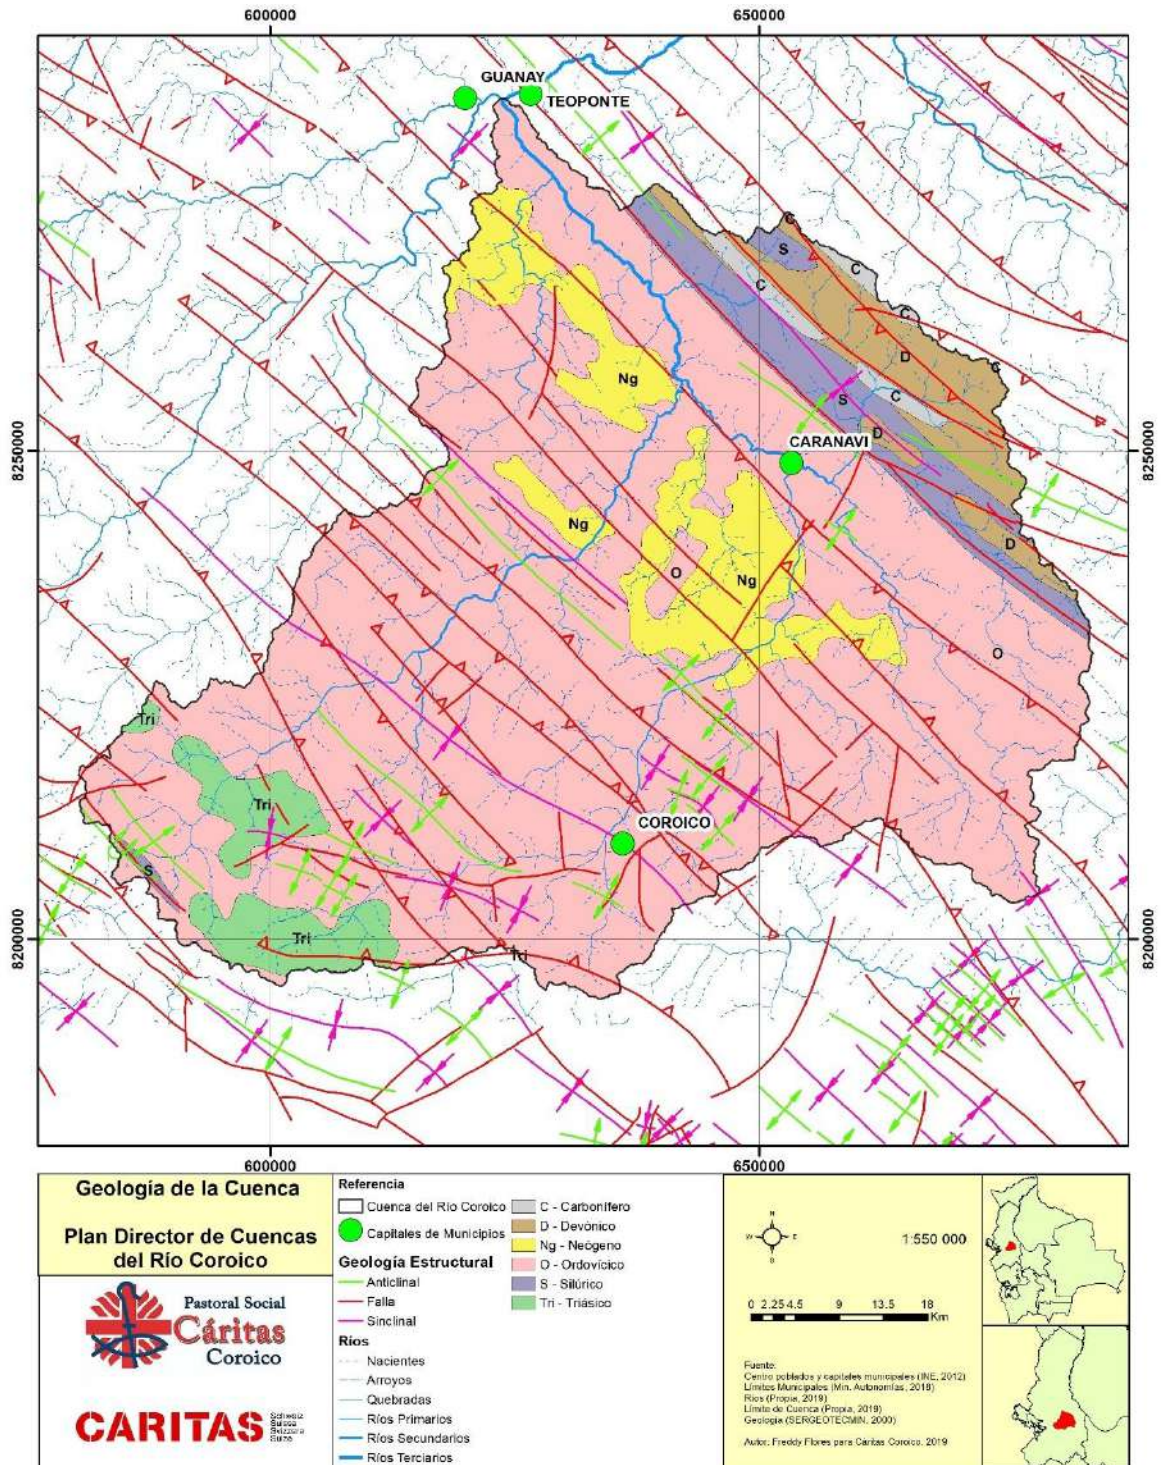 600000
650000
GUANAY
TEOPONTE
C
S
C
C
C
D
C
Ng
S
C
D
CARANAVI
8250000
8250000
Ng
D
O
Ng
O
Tri
Tri
COROICO
S
Tri
Tri
8200000
8200000
600000
650000
Geología de la Cuenca
Plan Director de Cuencas
del Río Coroico
Pastoral Social
Cáritas
Coroico
CARITAS
Schweiz
Suisse
Svizzera
Suiza
Referencia
Cuenca del Río Coroico
Capitales de Municipios
Geología Estructural
Anticlinal
Falla
Sinclinal
Ríos
Nacientes
Arroyos
Quebradas
Ríos Primarios
Ríos Secundarios
Ríos Terciarios
C - Carbonífero
D - Devónico
Ng - Neógeno
O - Ordovícico
S - Silúrico
Tri - Triásico
N
W
E
S
1:550 000
0 2.25 4.5 9 13.5 18
Km
Fuente:
Centro poblados y capitales municipales (INE, 2012)
Límites Municipales (Min. Autonomías, 2018)
Ríos (Propia, 2019)
Límite de Cuenca (Propia, 2019)
Geología (SERGEOTECMIN, 2000)
Autor: Freddy Flores para Cáritas Coroico, 2019